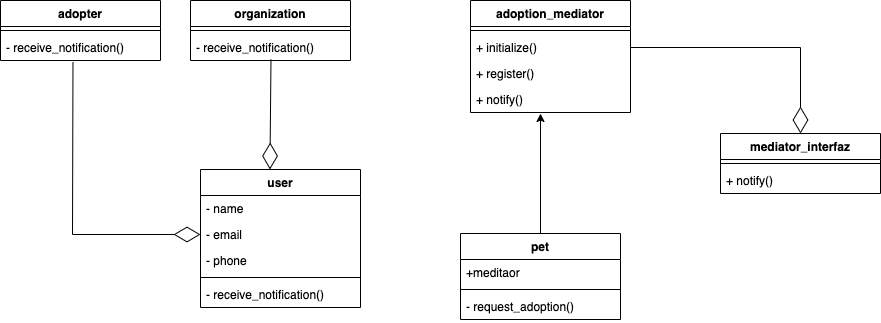 adopter
- receive_notification()
organization
- receive_notification()
adoption_mediator
+ initialize()
+ register()
+ notify()
mediator_interfaz
+ notify()
user
- name
- email
- phone
- receive_notification()
pet
+meditaor
- request_adoption()